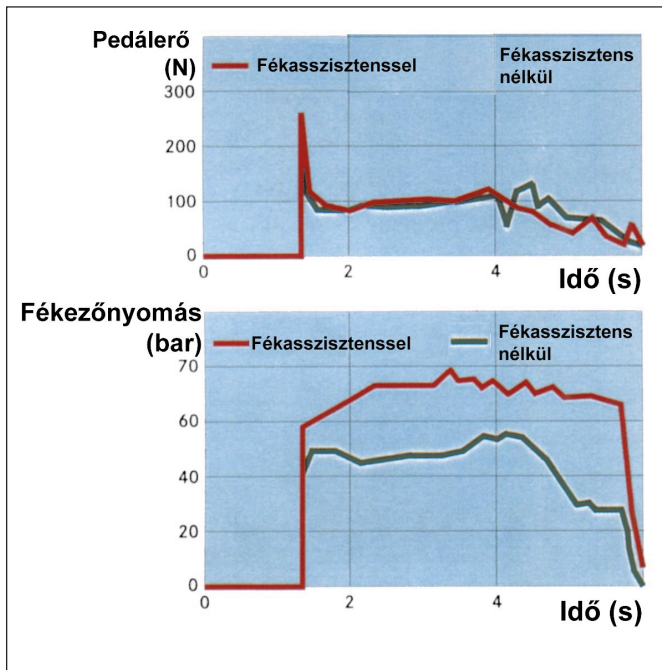 Pedálerő
(N)
Fékasszisztenssel
Fékasszisztens
nélkül
300
200
100
0
0
2
4
Idő (s)
Fékezőnyomás
(bar)
Fékasszisztenssel
Fékasszisztens
nélkül
70
60
40
20
0
0
2
4
Idő (s)